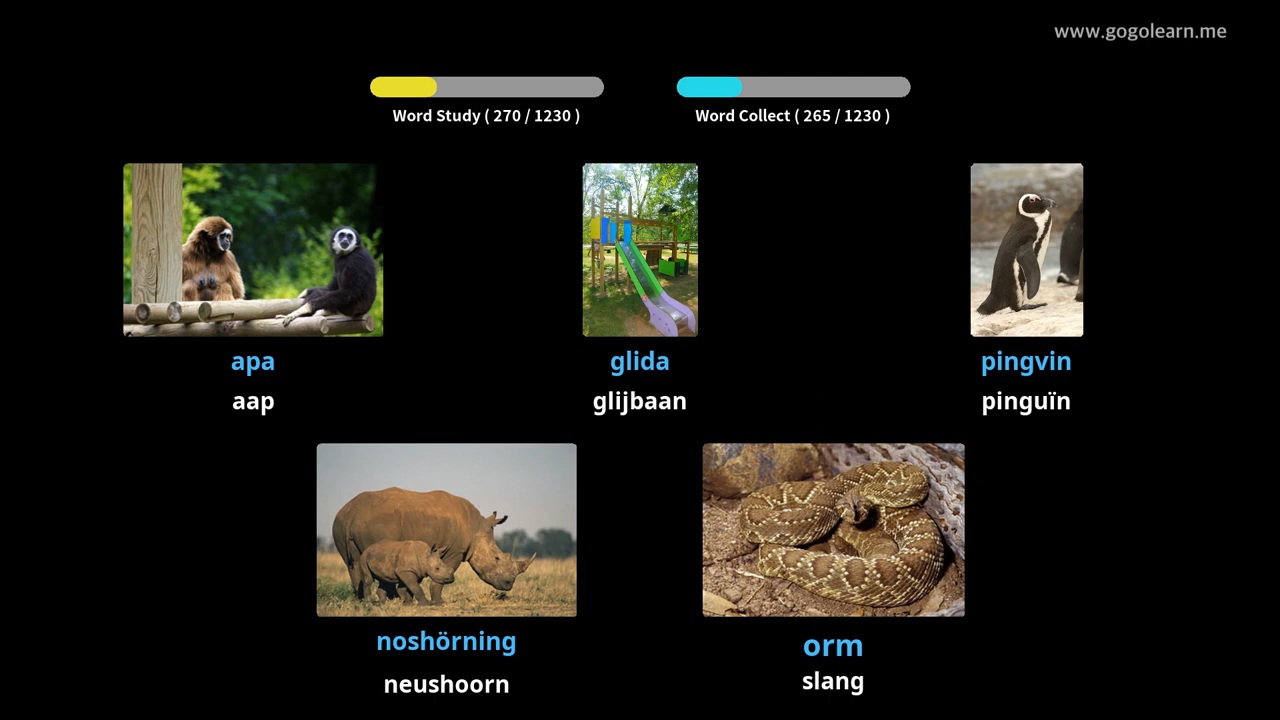 www.gogolearn.me
Word Study ( 270 / 1230 )
Word Collect ( 265 / 1230 )
apa
aap
glida
glijbaan
pingvin
pinguïn
noshörning
neushoorn
orm
slang